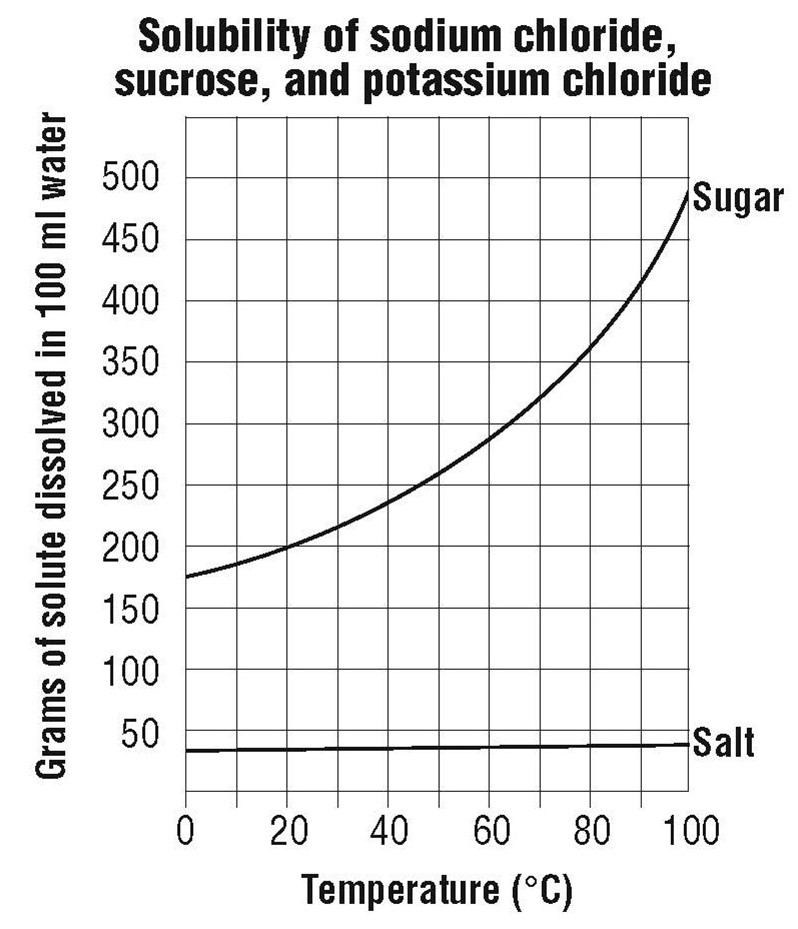 Solubility of sodium chloride,
sucrose, and potassium chloride
Grams of solute dissolved in 100 ml water
500
450
400
350
300
250
200
150
100
50
Sugar
Salt
0 20 40 60 80 100
Temperature (°C)